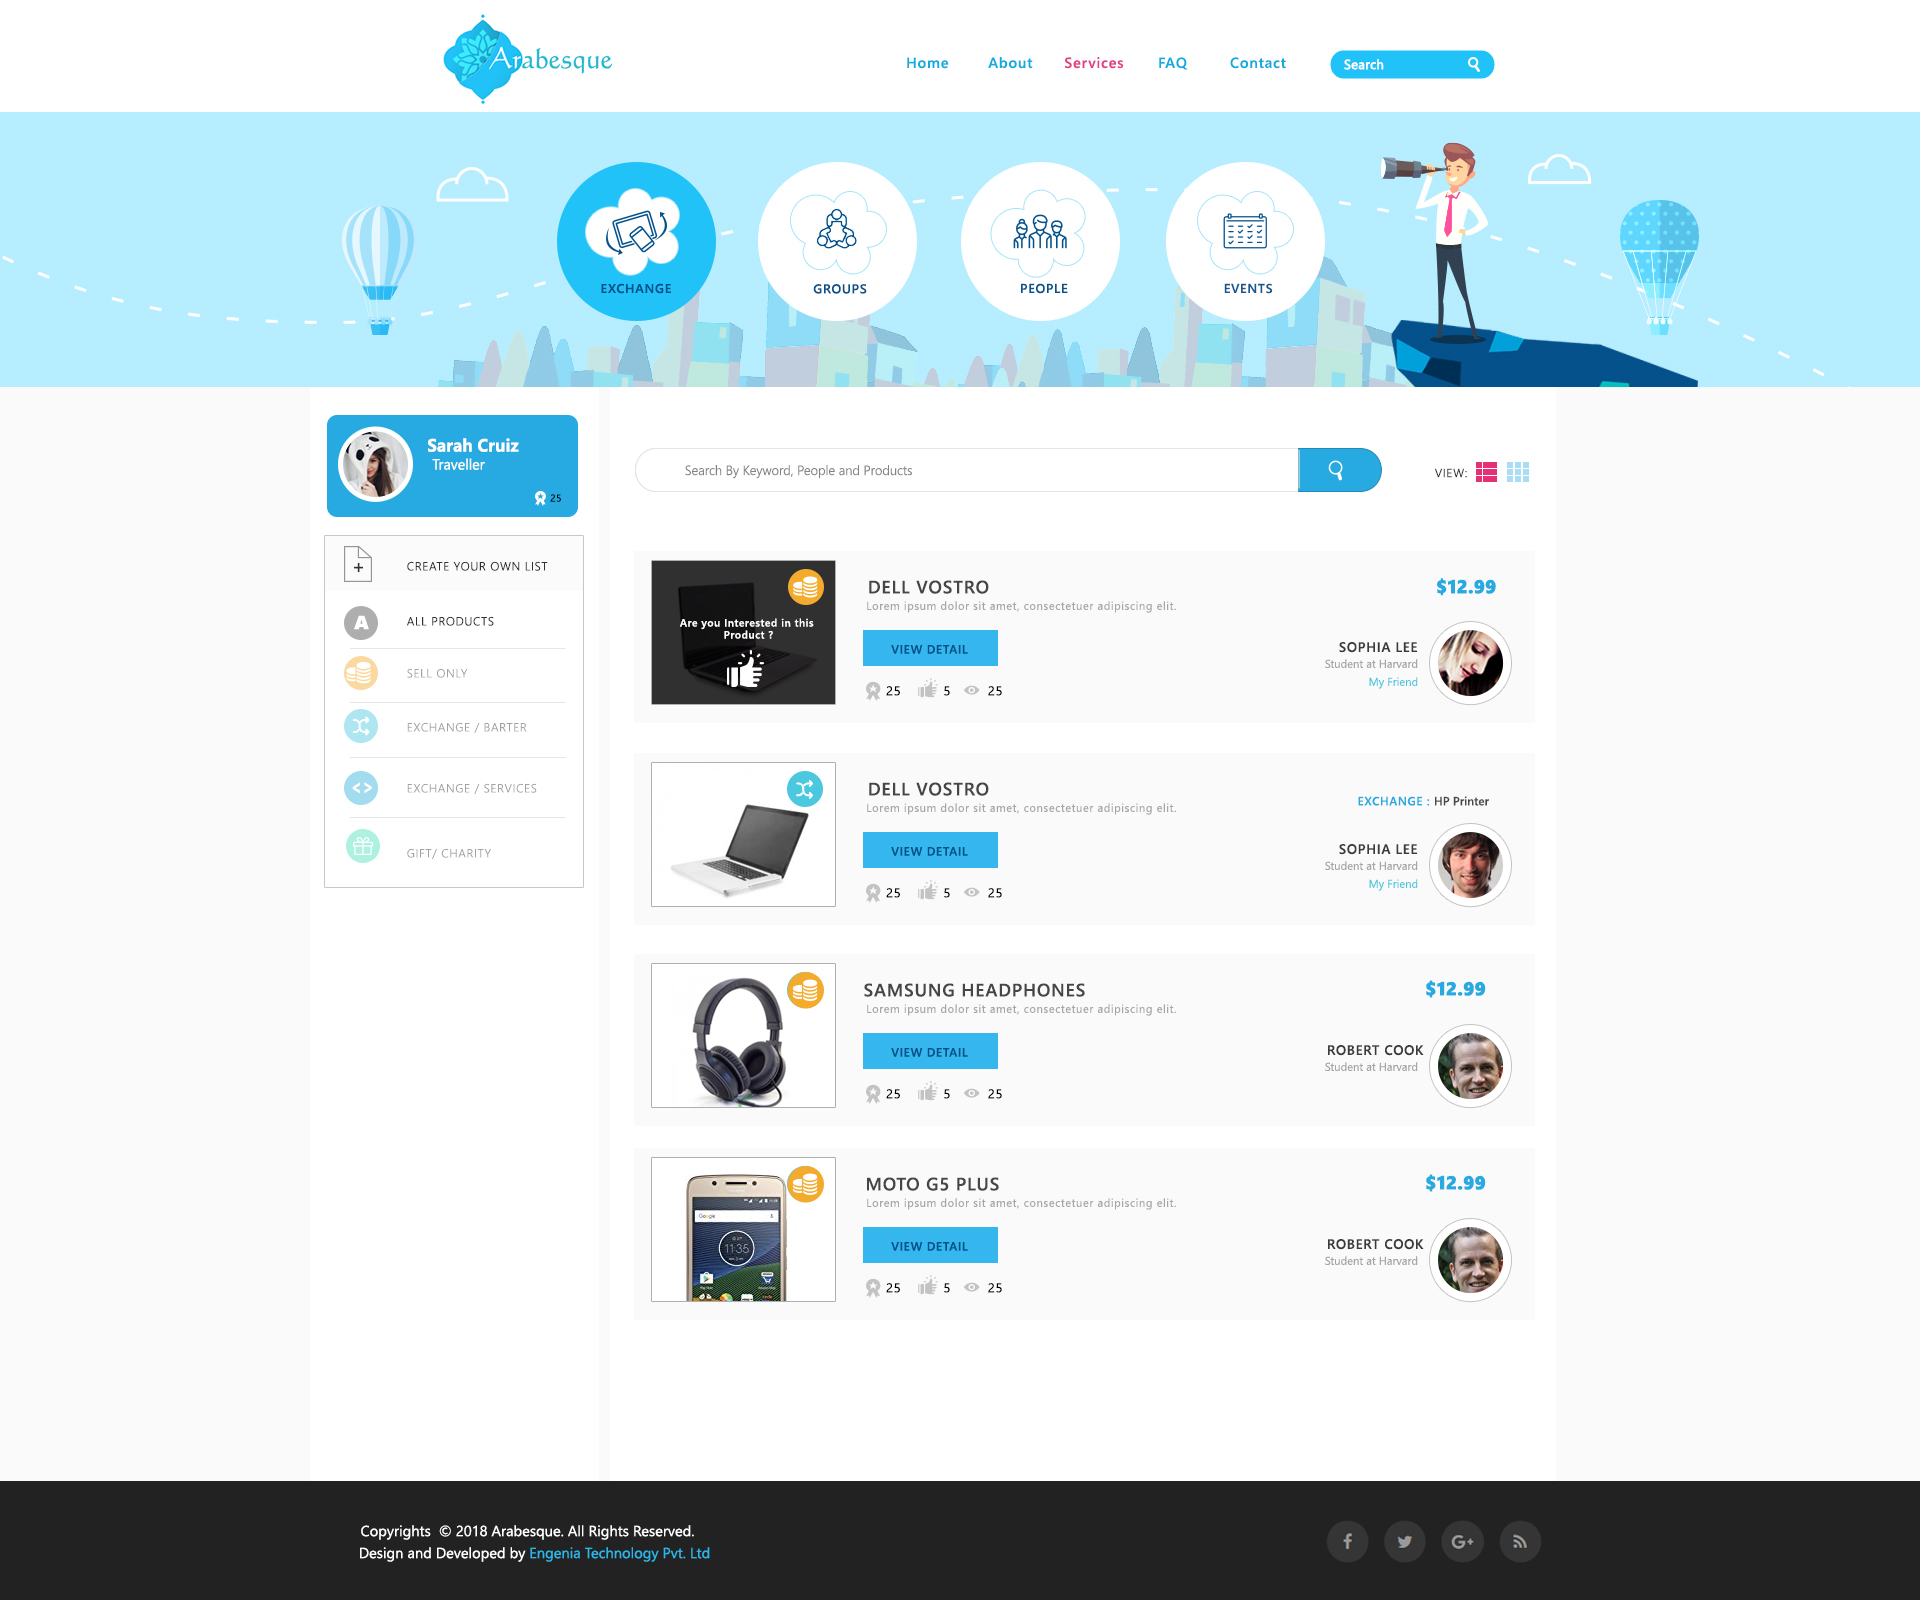 Arabesque
Home About Services FAQ Contact
Search
EXCHANGE
GROUPS
PEOPLE
EVENTS
Sarah Cruiz
Traveller
25
CREATE YOUR OWN LIST
A ALL PRODUCTS
SELL ONLY
EXCHANGE / BARTER
EXCHANGE / SERVICES
GIFT/ CHARITY
Search By Keyword, People and Products
VIEW:
Are you Interested in this
Product ?
DELL VOSTRO
Lorem ipsum dolor sit amet, consectetuer adipiscing elit.
VIEW DETAIL
25 5 25
$12.99
SOPHIA LEE
Student at Harvard
My Friend
DELL VOSTRO
Lorem ipsum dolor sit amet, consectetuer adipiscing elit.
VIEW DETAIL
25 5 25
EXCHANGE : HP Printer
SOPHIA LEE
Student at Harvard
My Friend
SAMSUNG HEADPHONES
Lorem ipsum dolor sit amet, consectetuer adipiscing elit.
VIEW DETAIL
25 5 25
$12.99
ROBERT COOK
Student at Harvard
Google
11:35
MOTO G5 PLUS
Lorem ipsum dolor sit amet, consectetuer adipiscing elit.
VIEW DETAIL
25 5 25
$12.99
ROBERT COOK
Student at Harvard
Copyrights © 2018 Arabesque. All Rights Reserved.
Design and Developed by Engenia Technology Pvt. Ltd